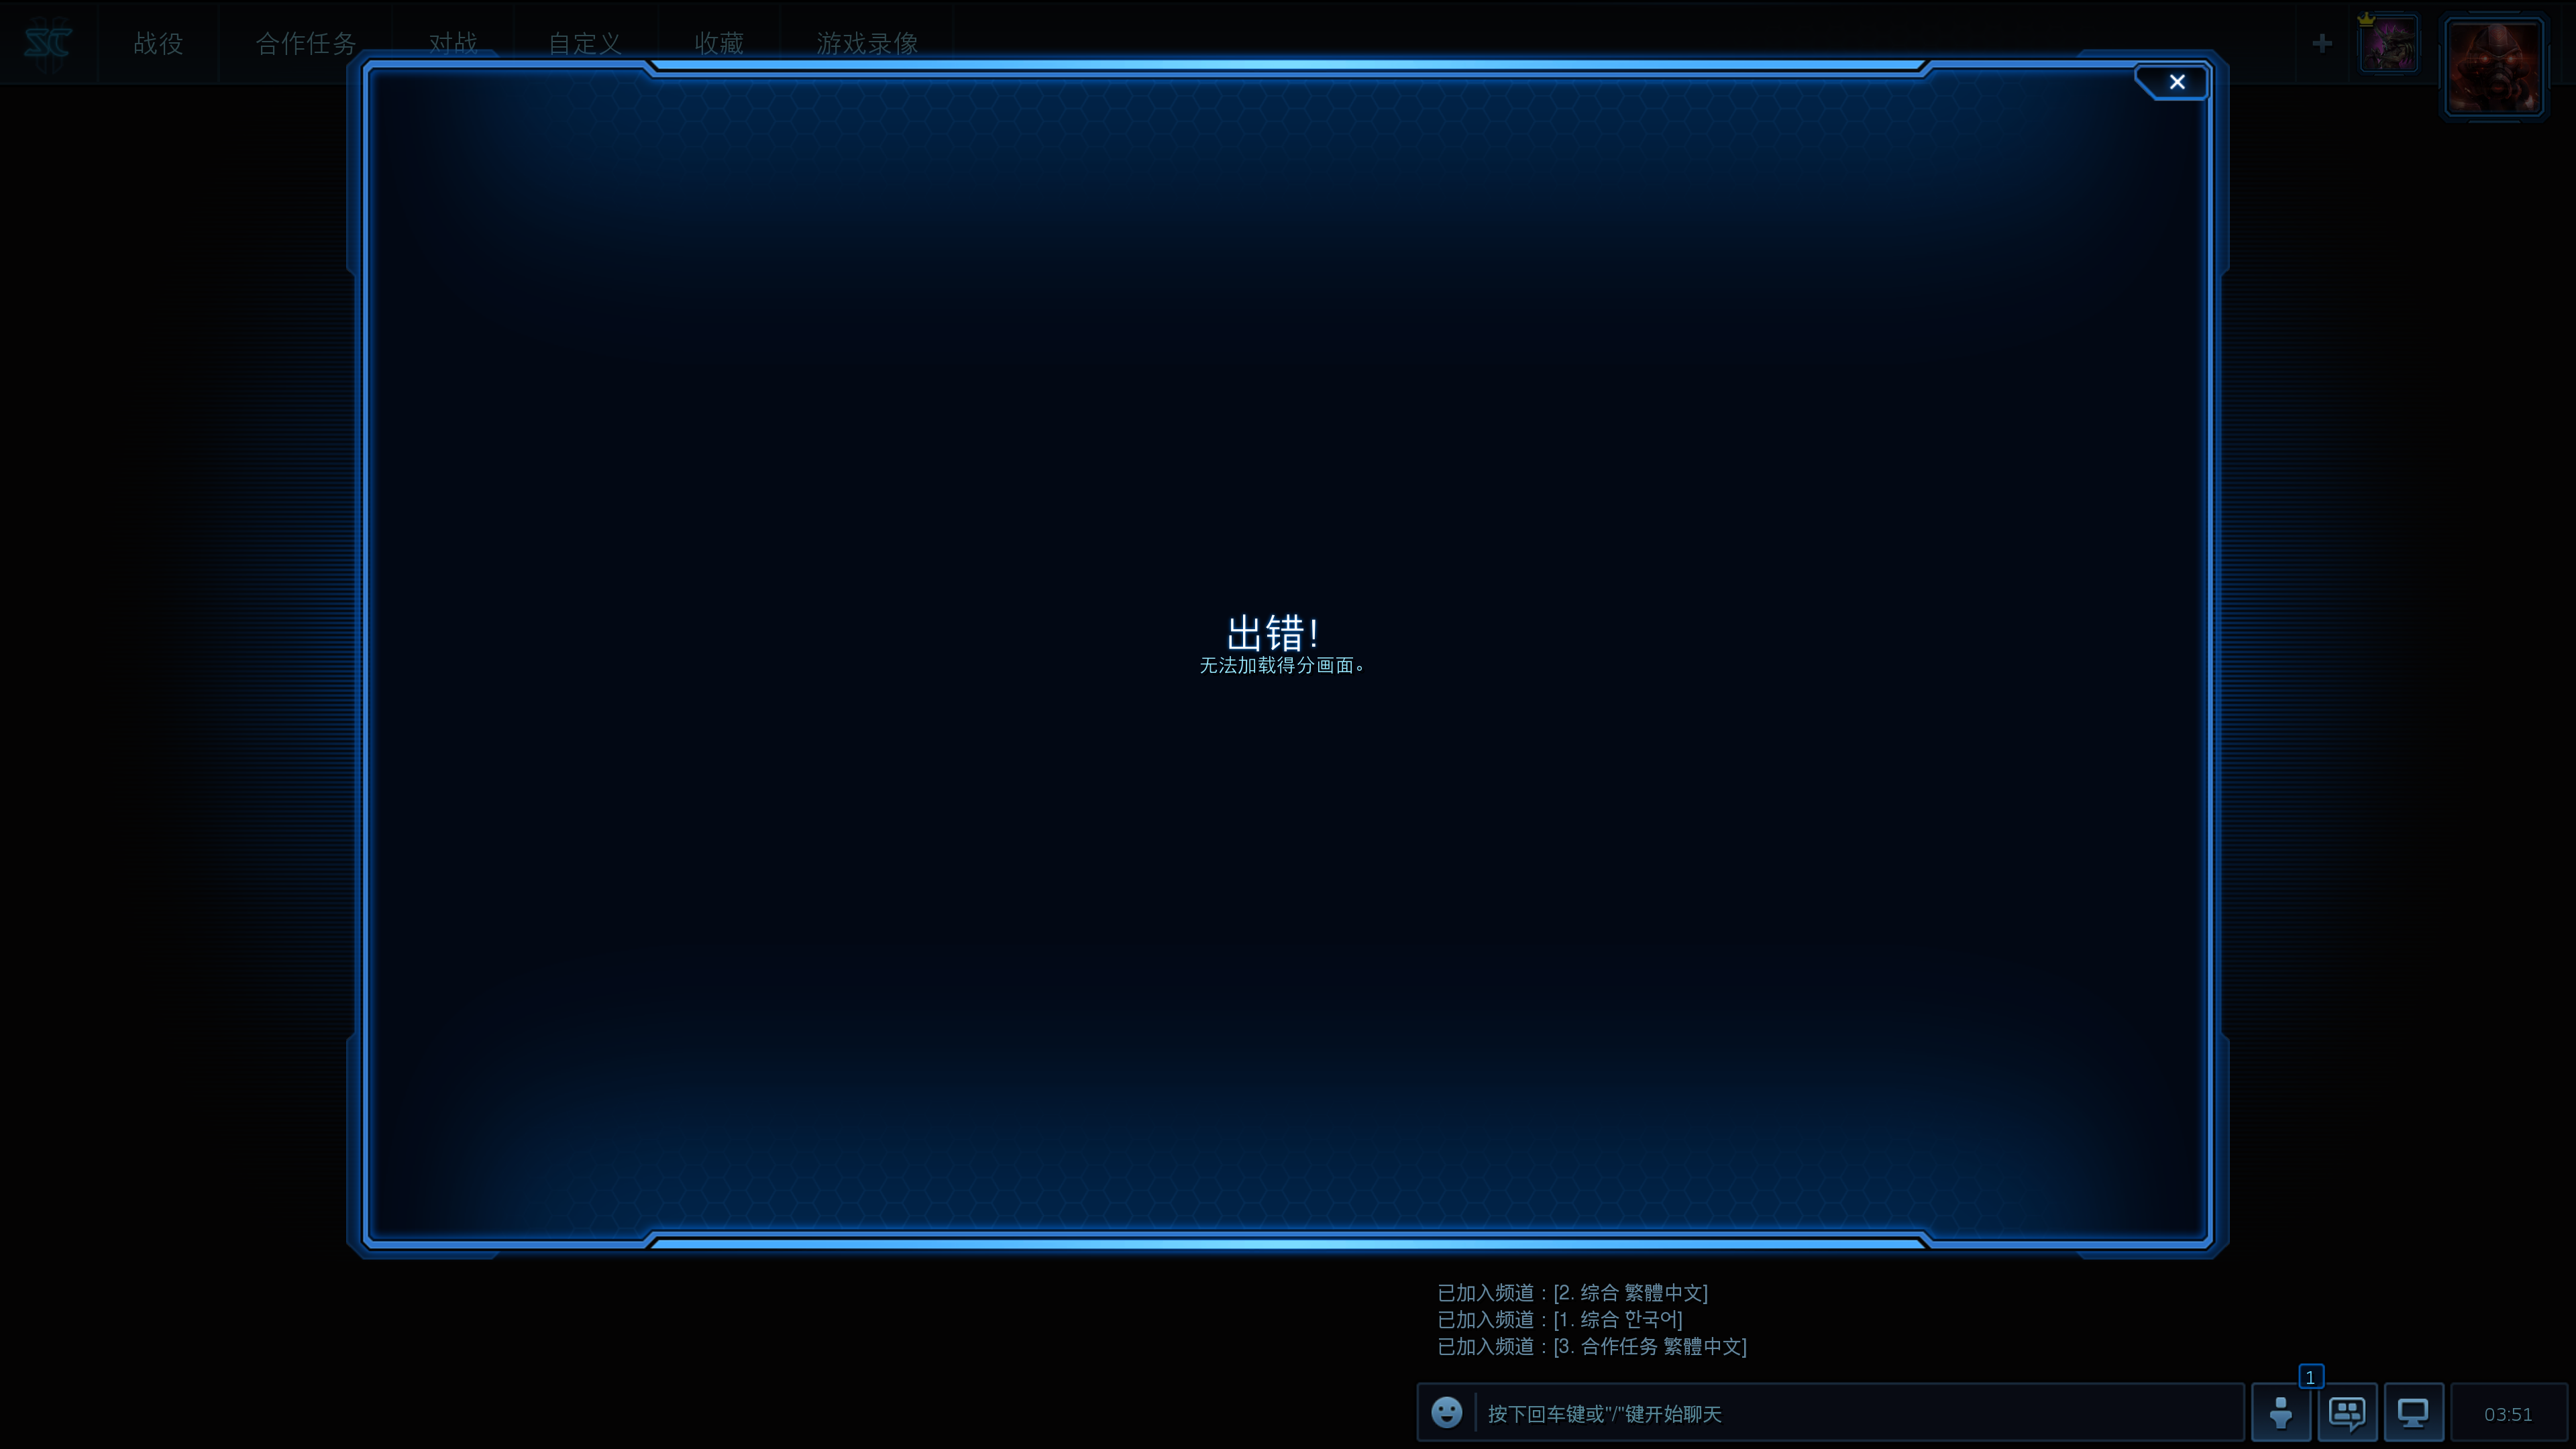 战役 合作任务 对战 自定义 收藏 游戏录像
出错!
无法加载得分画面。
已加入频道：[2. 综合 繁體中文]
已加入频道：[1. 综合 한국어]
已加入频道：[3. 合作任务 繁體中文]
1
按下回车键或"/"键开始聊天
03:51